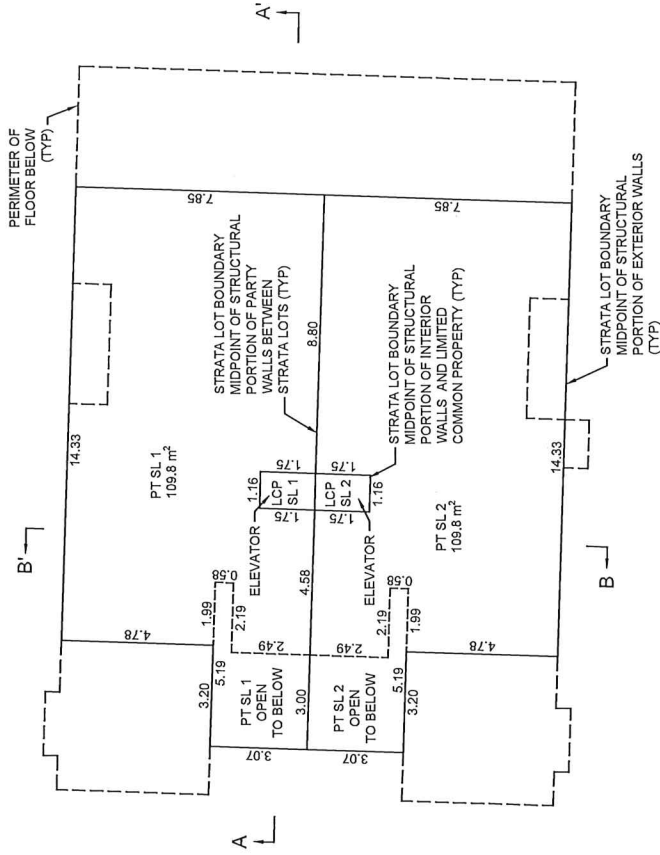 A'
PERIMETER OF
FLOOR BELOW
(TYP)
B'
14.33
7.85
PT SL 1
109.8 m²
STRATA LOT BOUNDARY
MIDPOINT OF STRUCTURAL
PORTION OF PARTY
WALLS BETWEEN
STRATA LOTS (TYP)
4.78
0.58
1.99
2.19
ELEVATOR
1.16
1.75
LCP
SL 1
1.75
8.80
3.20
5.19
2.49
4.58
PT SL 1
OPEN
TO BELOW
3.07
3.00
PT SL 2
OPEN
TO BELOW
3.07
2.49
ELEVATOR
1.75
LCP
SL 2
1.75
1.16
STRATA LOT BOUNDARY
MIDPOINT OF STRUCTURAL
PORTION OF INTERIOR
WALLS AND LIMITED
COMMON PROPERTY (TYP)
7.85
5.19
3.20
2.19
1.99
0.58
4.78
PT SL 2
109.8 m²
14.33
STRATA LOT BOUNDARY
MIDPOINT OF STRUCTURAL
PORTION OF EXTERIOR WALLS
(TYP)
A
B